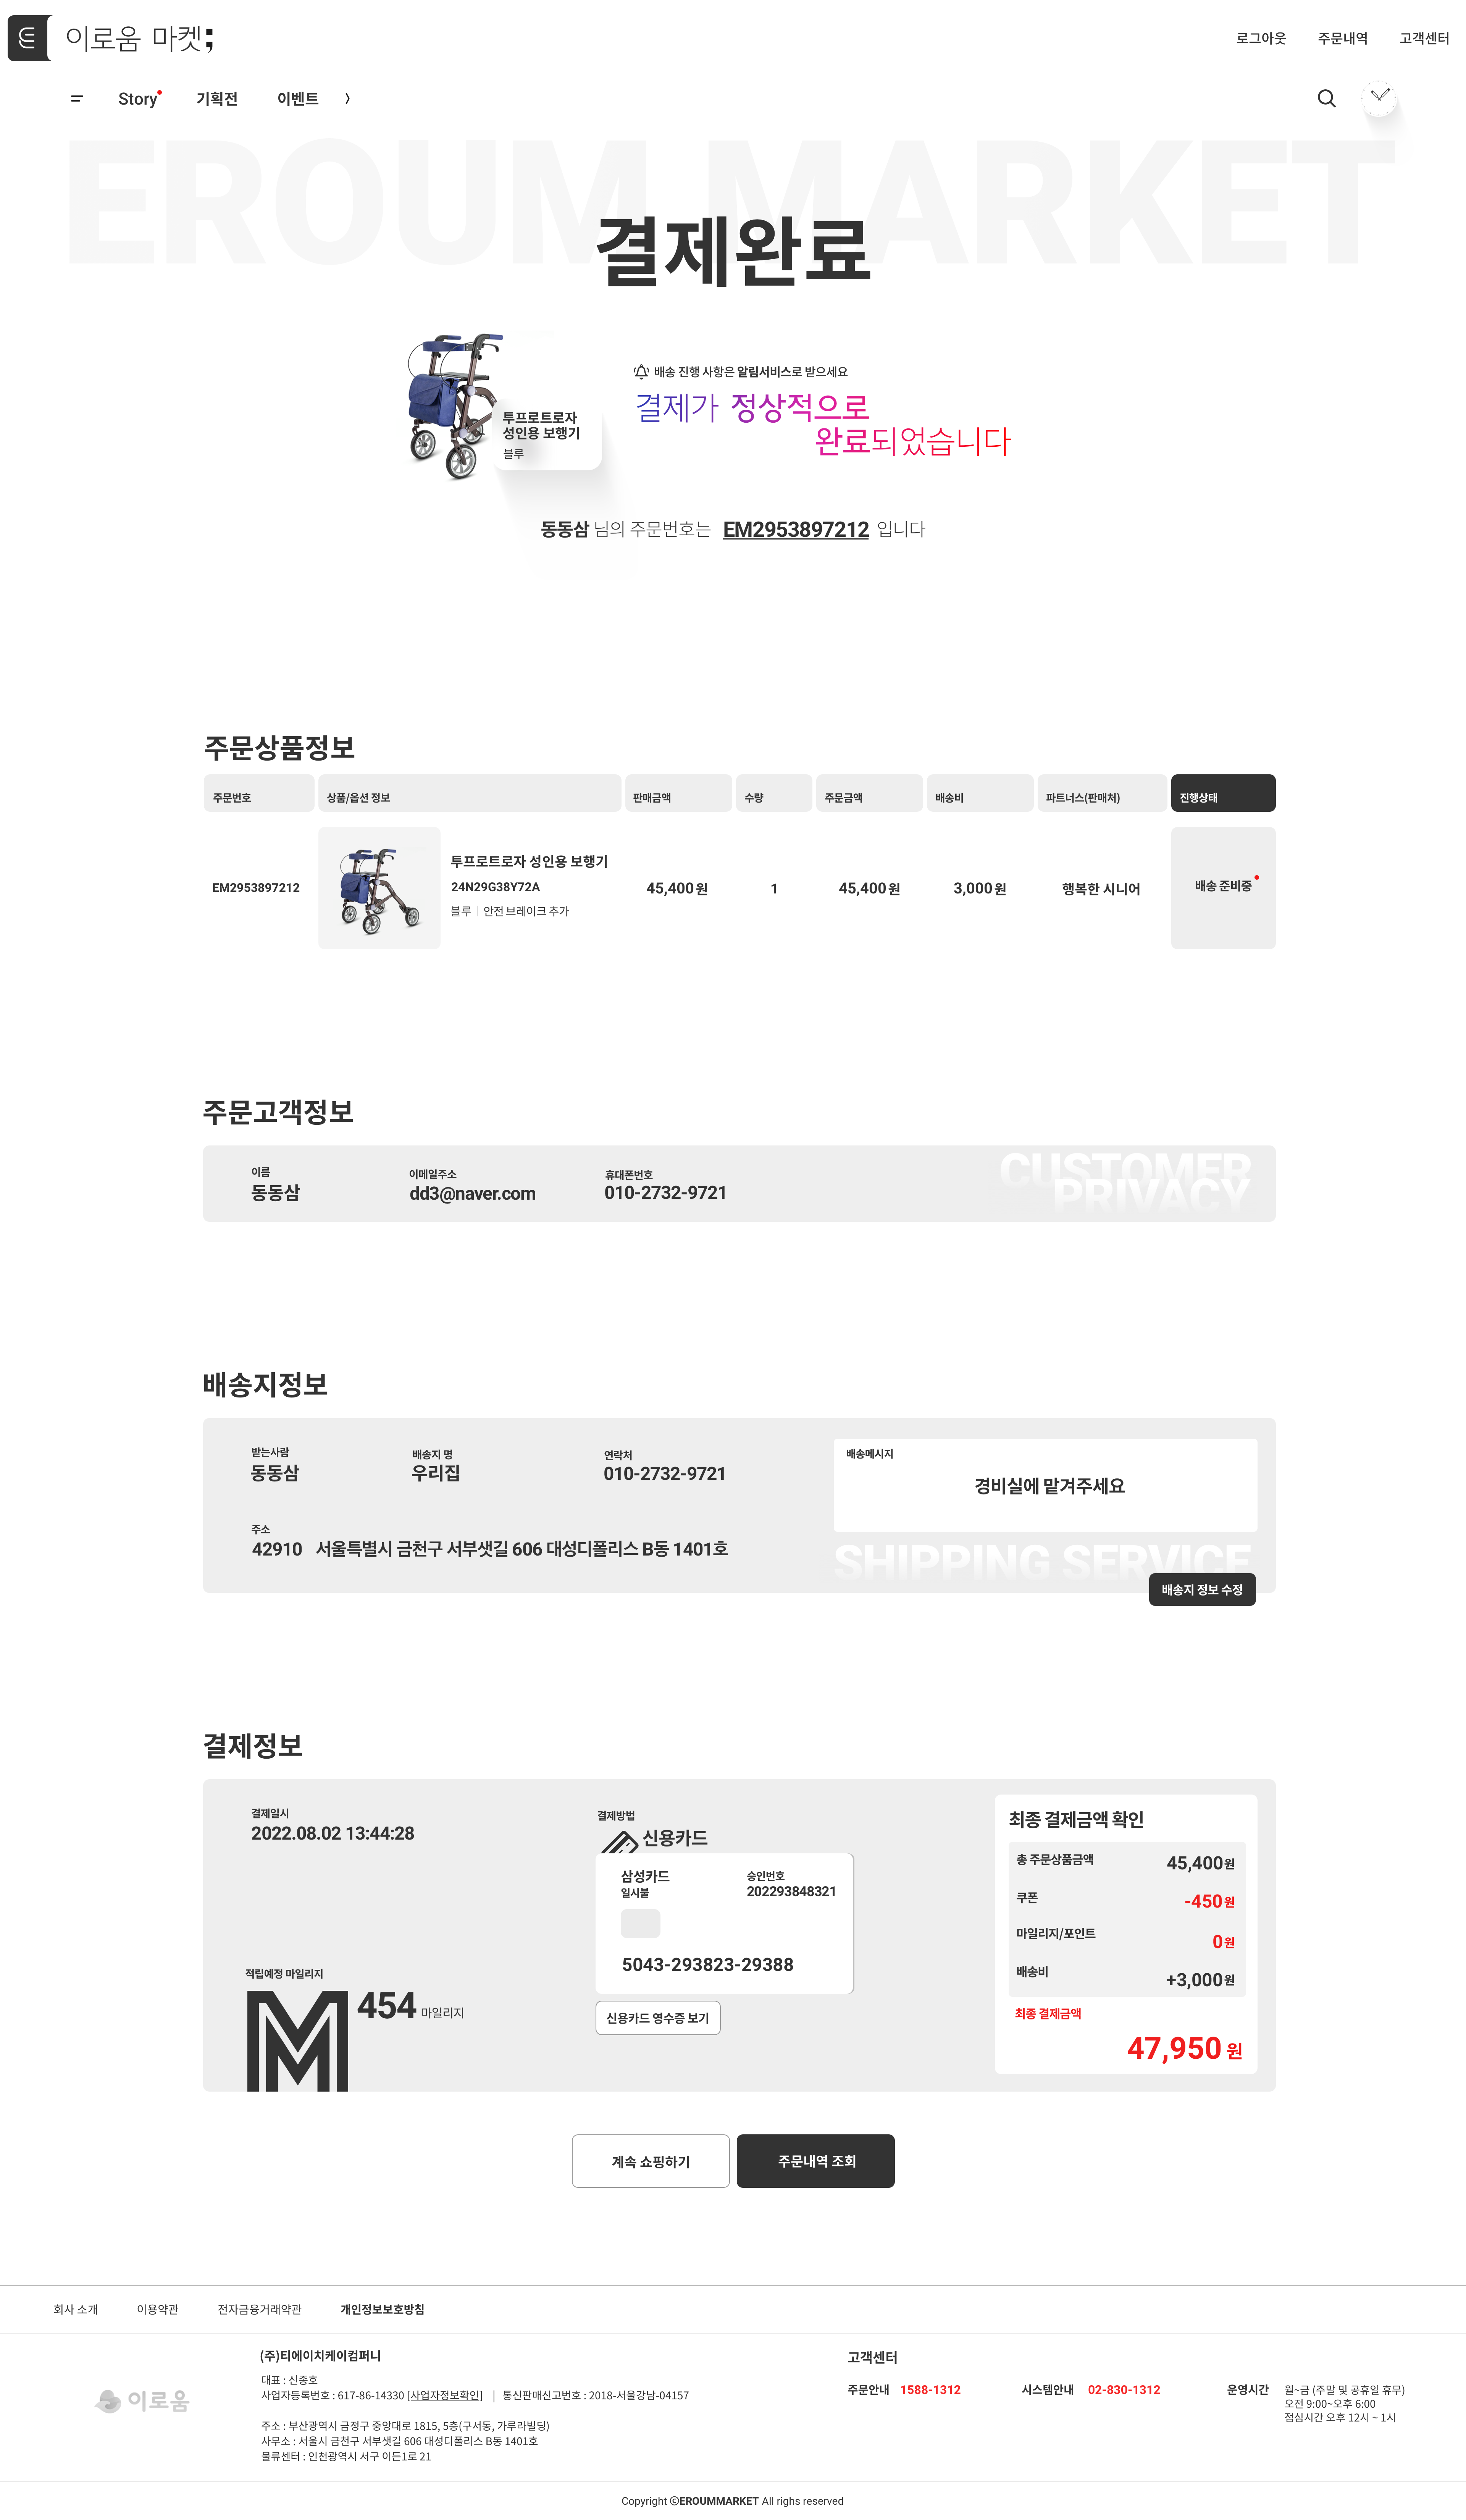 이로움 마켓;
로그아웃 주문내역 고객센터
Story 기획전 이벤트
EROUM MARKET
결제완료
배송 진행 사항은 알림서비스로 받으세요
결제가 정상적으로
완료되었습니다
투프로트로자
성인용 보행기
블루
동동삼 님의 주문번호는 EM2953897212 입니다
주문상품정보
주문번호 상품/옵션 정보 판매금액 수량 주문금액 배송비 파트너스(판매처) 진행상태
투프로트로자 성인용 보행기
EM2953897212 24N29G38Y72A 45,400원 1 45,400원 3,000원 행복한 시니어 배송 준비중
블루 안전 브레이크 추가
주문고객정보
이름 이메일주소 휴대폰번호
동동삼 dd3@naver.com 010-2732-9721
CUSTOMER
PRIVACY
배송지정보
받는사람 배송지 명 연락처
동동삼 우리집 010-2732-9721
배송메시지
경비실에 맡겨주세요
주소
42910 서울특별시 금천구 서부샛길 606 대성디폴리스 B동 1401호
SHIPPING SERVICE
배송지 정보 수정
결제정보
결제일시
2022.08.02 13:44:28
적립예정 마일리지
M 454 마일리지
결제방법
신용카드
삼성카드 승인번호
일시불 202293848321
5043-293823-29388
신용카드 영수증 보기
최종 결제금액 확인
총 주문상품금액 45,400원
쿠폰 -450원
마일리지/포인트 0원
배송비 +3,000원
최종 결제금액
47,950 원
계속 쇼핑하기 주문내역 조회
회사 소개 이용약관 전자금융거래약관 개인정보보호방침
이로움
(주)티에이치케이컴퍼니
대표 : 신종호
사업자등록번호 : 617-86-14330 [사업자정보확인] | 통신판매신고번호 : 2018-서울강남-04157
주소 : 부산광역시 금정구 중앙대로 1815, 5층(구서동, 가루라빌딩)
사무소 : 서울시 금천구 서부샛길 606 대성디폴리스 B동 1401호
물류센터 : 인천광역시 서구 이든1로 21
고객센터
주문안내 1588-1312 시스템안내 02-830-1312 운영시간 월~금 (주말 및 공휴일 휴무)
오전 9:00~오후 6:00
점심시간 오후 12시 ~ 1시
Copyright ⓒEROUMMARKET All righs reserved